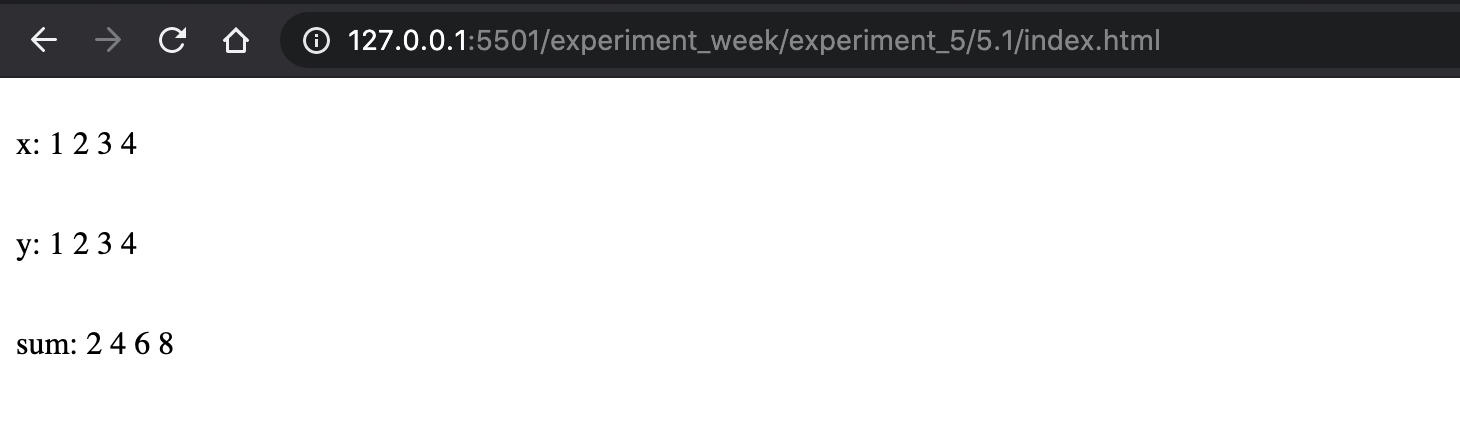 127.0.0.1:5501/experiment_week/experiment_5/5.1/index.html
x: 1 2 3 4
y: 1 2 3 4
sum: 2 4 6 8